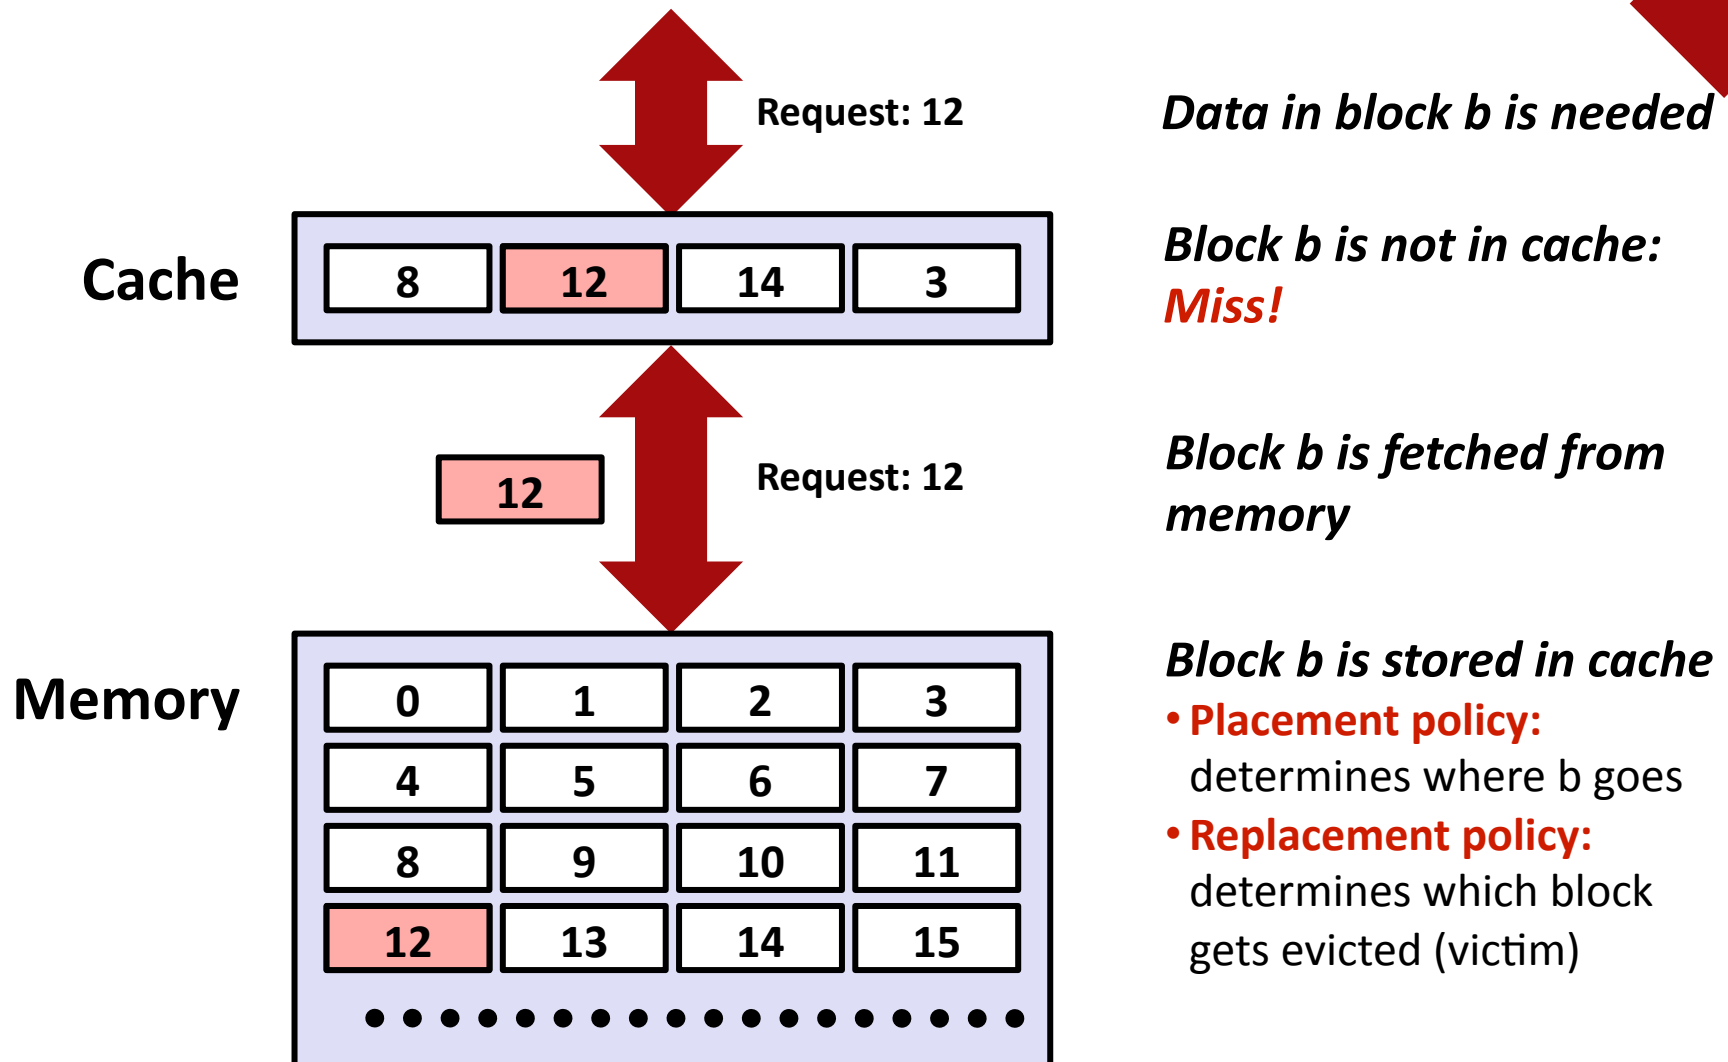 Request: 12
Data in block b is needed
Cache
8 12 14 3
Block b is not in cache:
Miss!
12
Request: 12
Block b is fetched from
memory
Memory
0 1 2 3
4 5 6 7
8 9 10 11
12 13 14 15
Block b is stored in cache
• Placement policy:
determines where b goes
• Replacement policy:
determines which block
gets evicted (victim)